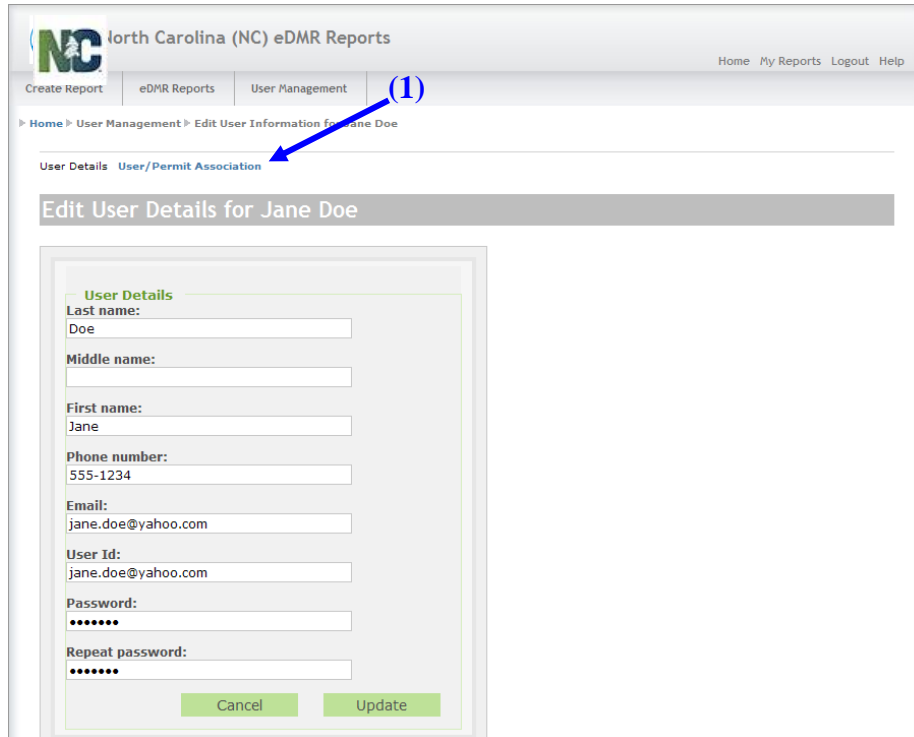 NC orth Carolina (NC) eDMR Reports
Home My Reports Logout Help
Create Report eDMR Reports User Management (1)
Home User Management Edit User Information for Jane Doe
User Details User/Permit Association
Edit User Details for Jane Doe
User Details
Last name:
Doe
Middle name:
First name:
Jane
Phone number:
555-1234
Email:
jane.doe@yahoo.com
User Id:
jane.doe@yahoo.com
Password:
•••••••
Repeat password:
•••••••
Cancel Update